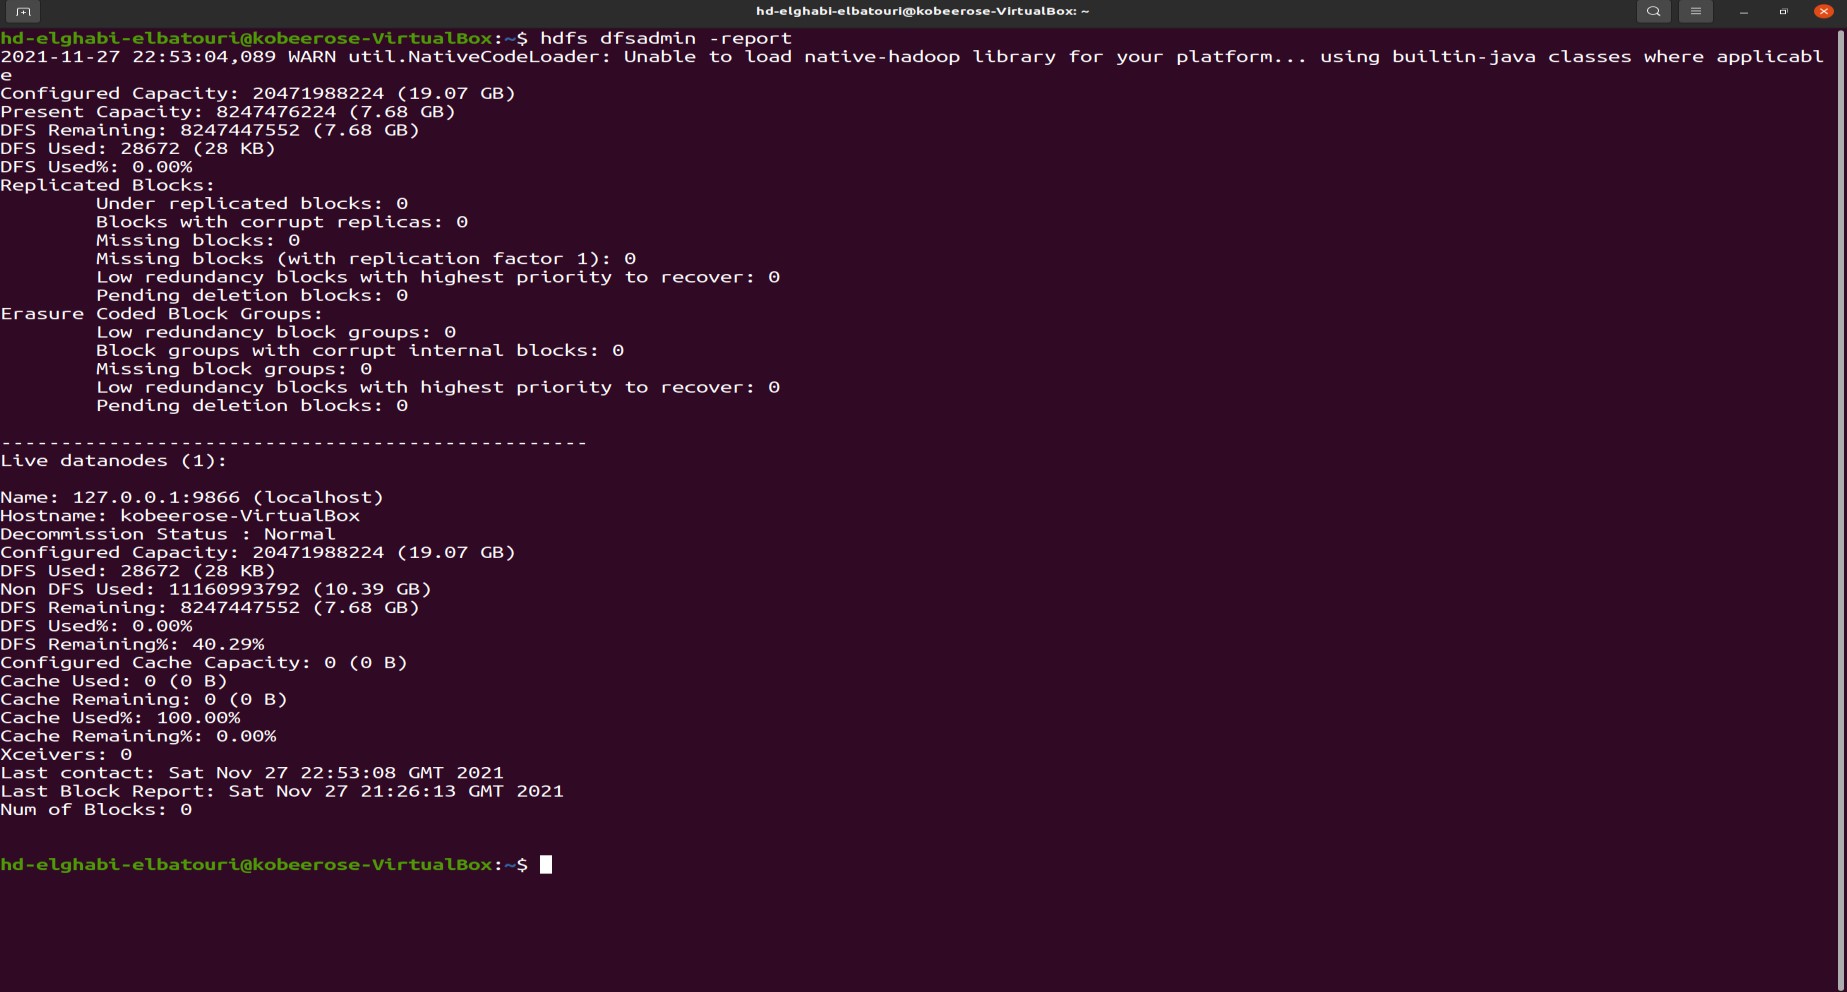 hd-elghabi-elbatouri@kobeerose-VirtualBox: ~
hd-elghabi-elbatouri@kobeerose-VirtualBox:~$ hdfs dfsadmin -report
2021-11-27 22:53:04,089 WARN util.NativeCodeLoader: Unable to load native-hadoop library for your platform... using builtin-java classes where applicabl
e
Configured Capacity: 20471988224 (19.07 GB)
Present Capacity: 8247476224 (7.68 GB)
DFS Remaining: 8247447552 (7.68 GB)
DFS Used: 28672 (28 KB)
DFS Used%: 0.00%
Replicated Blocks:
	Under replicated blocks: 0
	Blocks with corrupt replicas: 0
	Missing blocks: 0
	Missing blocks (with replication factor 1): 0
	Low redundancy blocks with highest priority to recover: 0
	Pending deletion blocks: 0
Erasure Coded Block Groups:
	Low redundancy block groups: 0
	Block groups with corrupt internal blocks: 0
	Missing block groups: 0
	Low redundancy blocks with highest priority to recover: 0
	Pending deletion blocks: 0
-------------------------------------------------
Live datanodes (1):
Name: 127.0.0.1:9866 (localhost)
Hostname: kobeerose-VirtualBox
Decommission Status : Normal
Configured Capacity: 20471988224 (19.07 GB)
DFS Used: 28672 (28 KB)
Non DFS Used: 11160993792 (10.39 GB)
DFS Remaining: 8247447552 (7.68 GB)
DFS Used%: 0.00%
DFS Remaining%: 40.29%
Configured Cache Capacity: 0 (0 B)
Cache Used: 0 (0 B)
Cache Remaining: 0 (0 B)
Cache Used%: 100.00%
Cache Remaining%: 0.00%
Xceivers: 0
Last contact: Sat Nov 27 22:53:08 GMT 2021
Last Block Report: Sat Nov 27 21:26:13 GMT 2021
Num of Blocks: 0
hd-elghabi-elbatouri@kobeerose-VirtualBox:~$